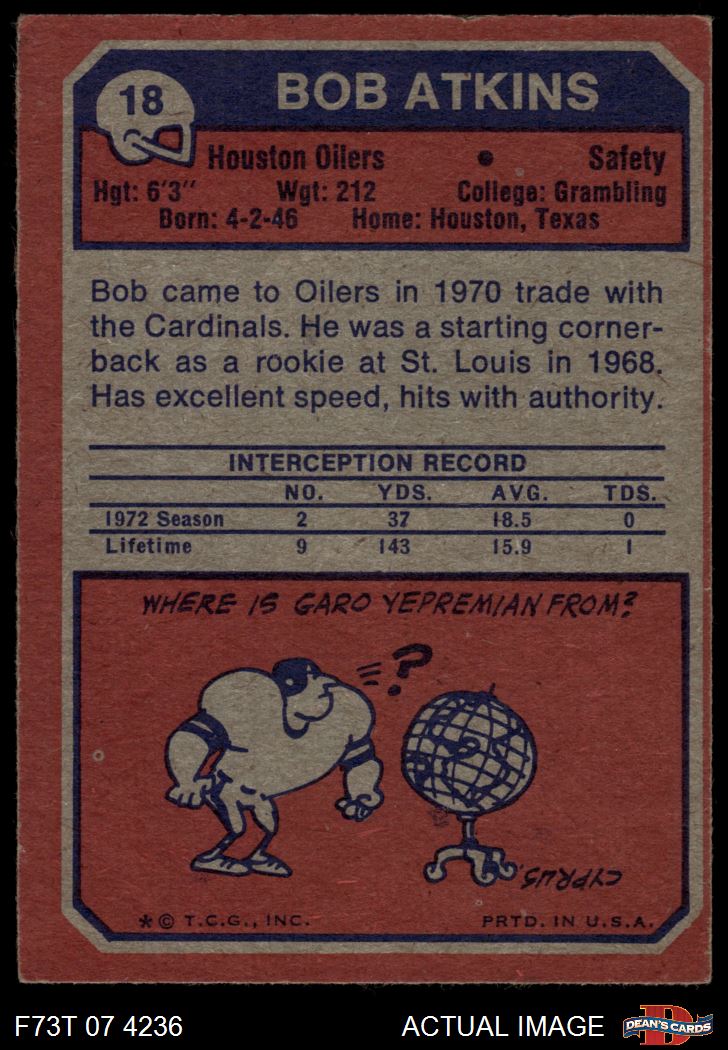 18
BOB ATKINS
Houston Oilers • Safety
Hgt: 6'3" Wgt: 212 College: Grambling
Born: 4-2-46 Home: Houston, Texas
Bob came to Oilers in 1970 trade with
the Cardinals. He was a starting corner-
back as a rookie at St. Louis in 1968.
Has excellent speed, hits with authority.
INTERCEPTION RECORD
NO. YDS. AVG. TDS.
1972 Season 2 37 18.5 0
Lifetime 9 143 15.9 1
WHERE IS GARO YEPREMIAN FROM?
?
CYPRUS.
* © T.C.G., INC. PRTD. IN U.S.A.
F73T 07 4236 ACTUAL IMAGE
D
DEAN'S CARDS